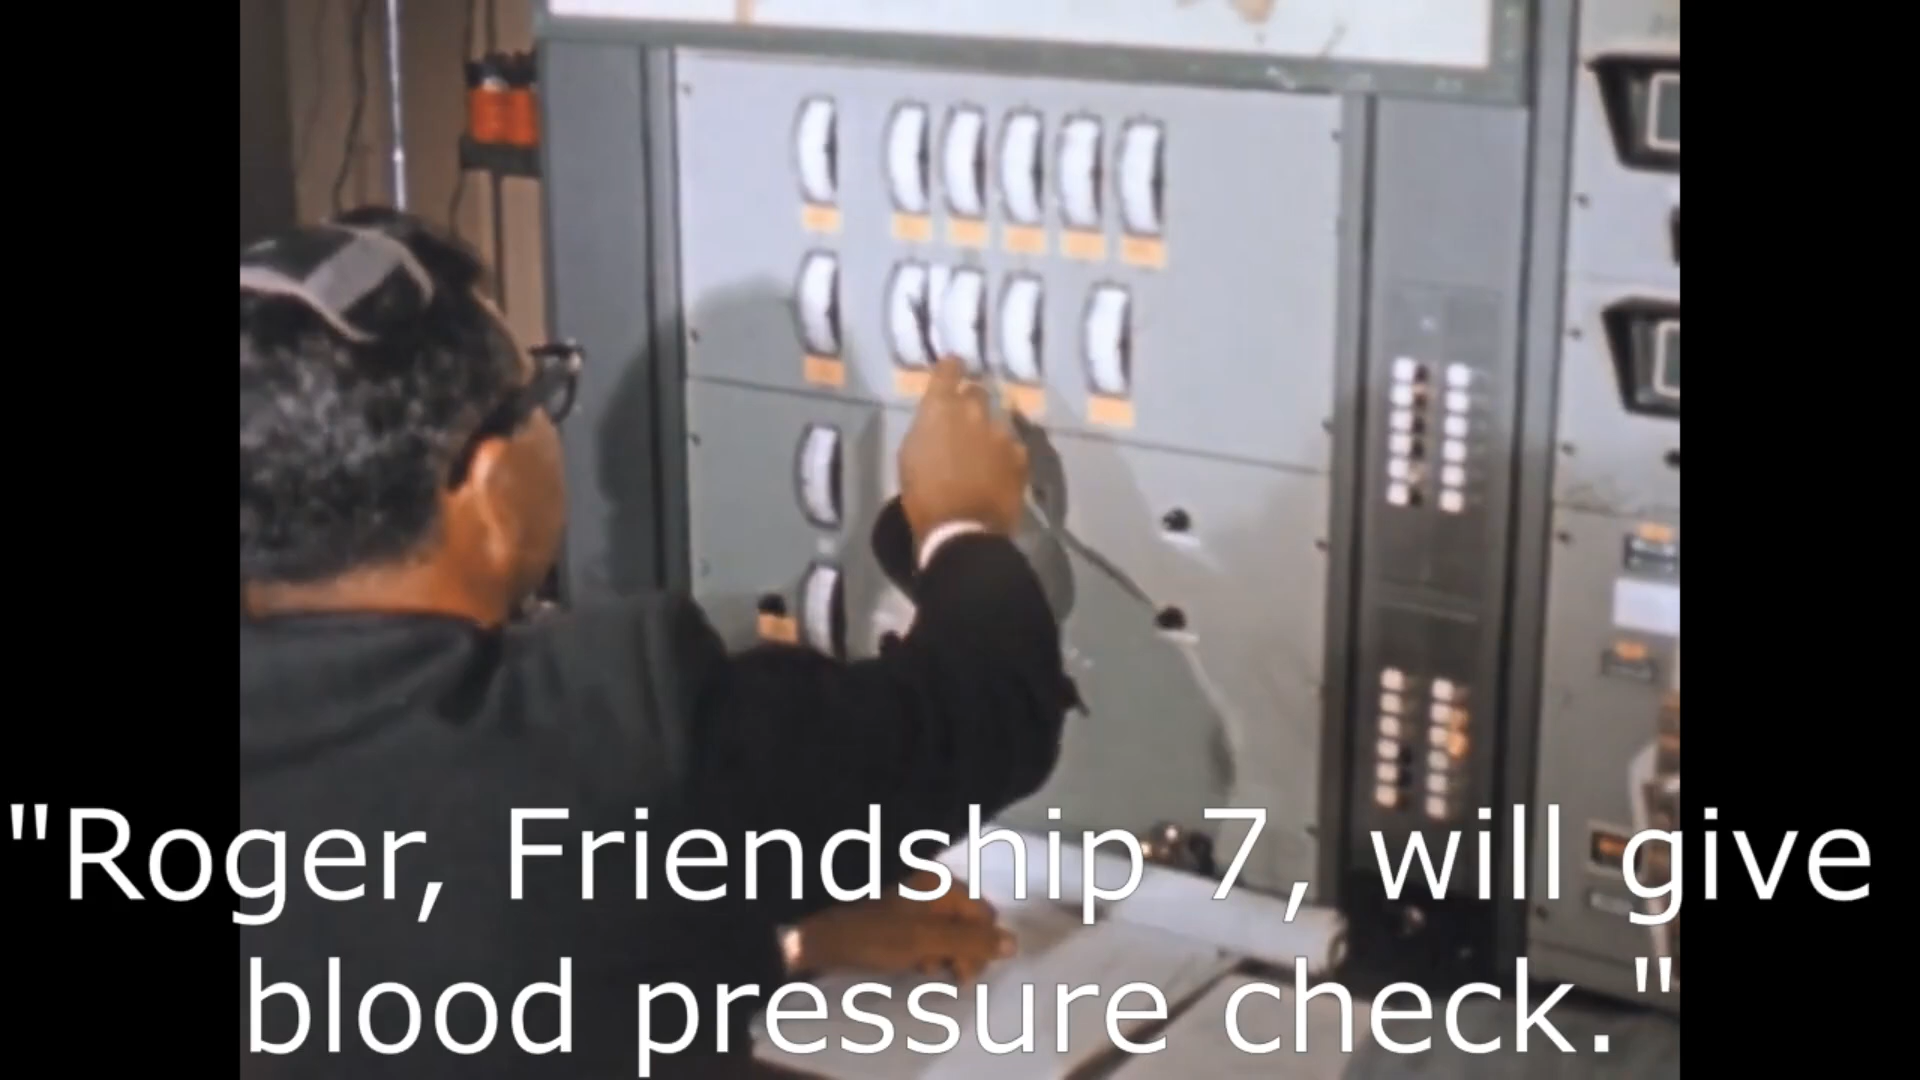 "Roger, Friendship 7, will give
blood pressure check."